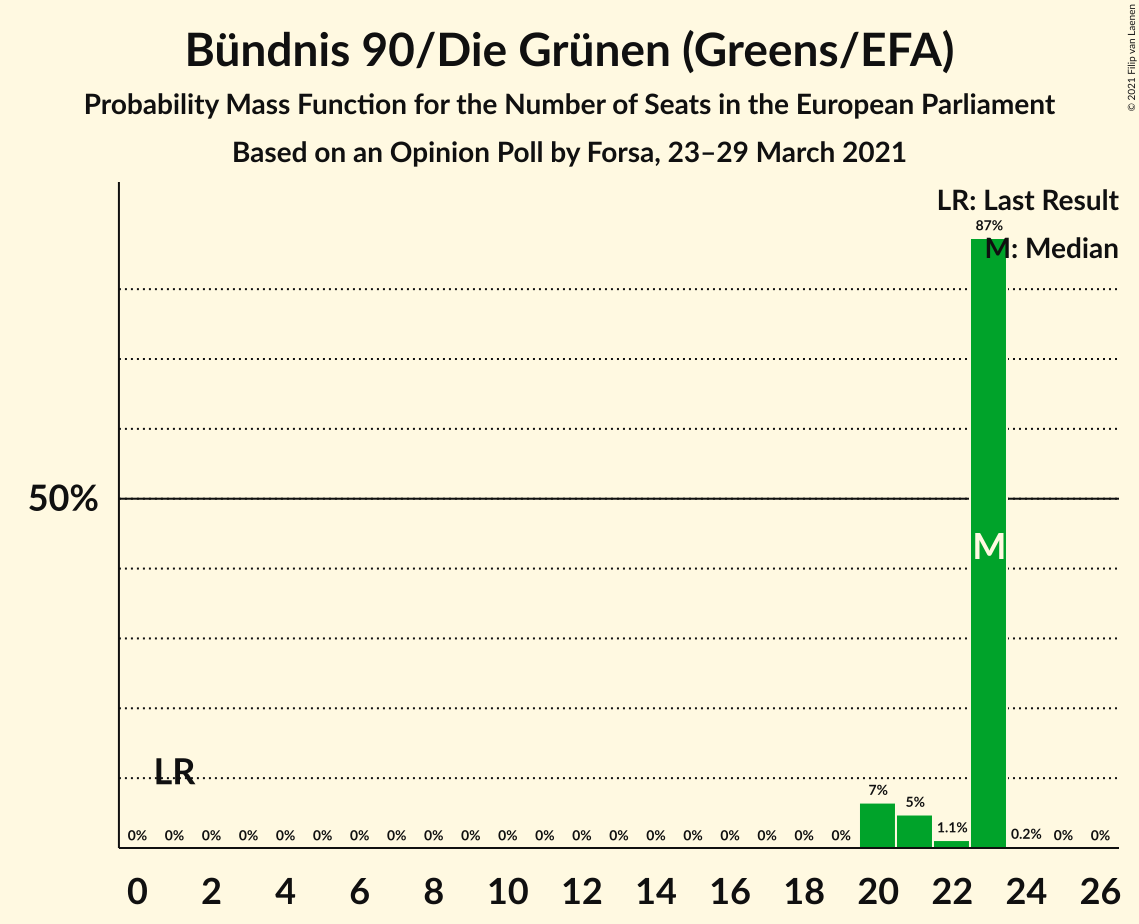 Bündnis 90/Die Grünen (Greens/EFA)
Probability Mass Function for the Number of Seats in the European Parliament
Based on an Opinion Poll by Forsa, 23–29 March 2021
© 2021 Filip van Laenen
LR: Last Result
87%
M: Median
50%
M
LR
7%
5%
0% 0% 0% 0% 0% 0% 0% 0% 0% 0% 0% 0% 0% 0% 0% 0% 0% 0% 0% 0% 1.1% 0.2% 0% 0%
0 2 4 6 8 10 12 14 16 18 20 22 24 26